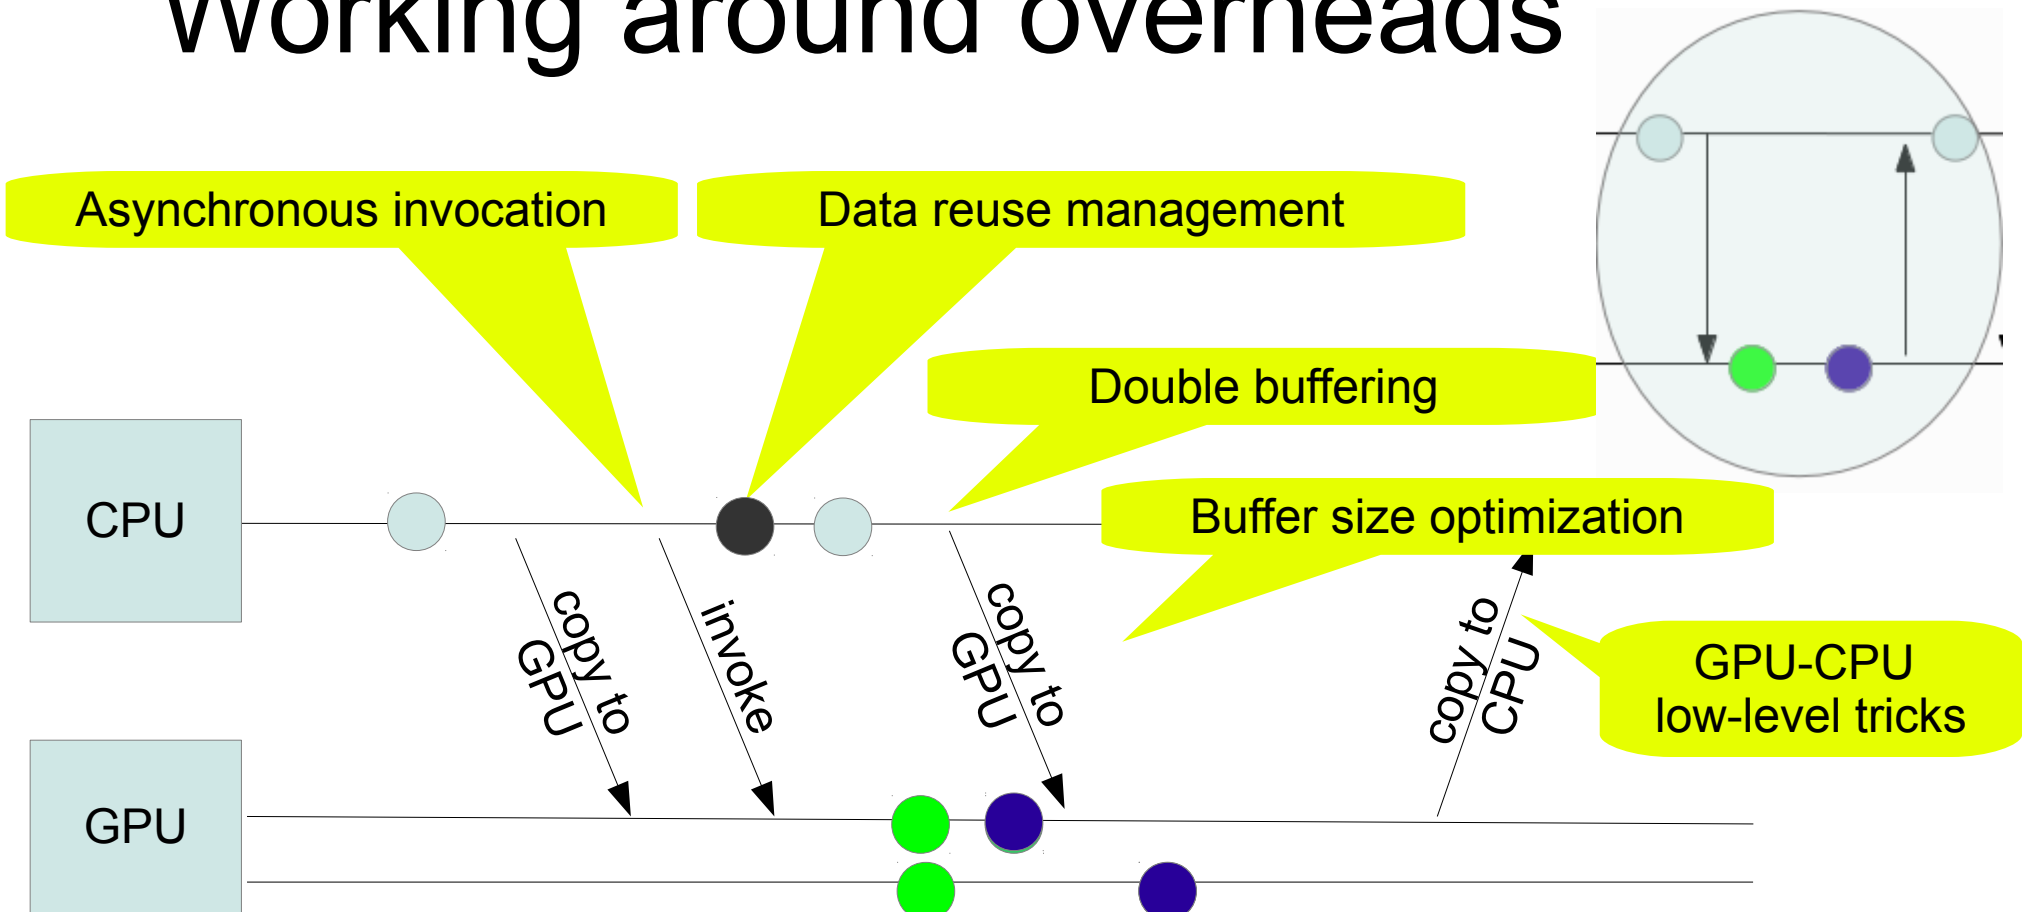 Working around overheads
Asynchronous invocation
Data reuse management
Double buffering
Buffer size optimization
CPU
copy to
GPU
invoke
copy to
GPU
copy to
CPU
GPU-CPU
low-level tricks
GPU